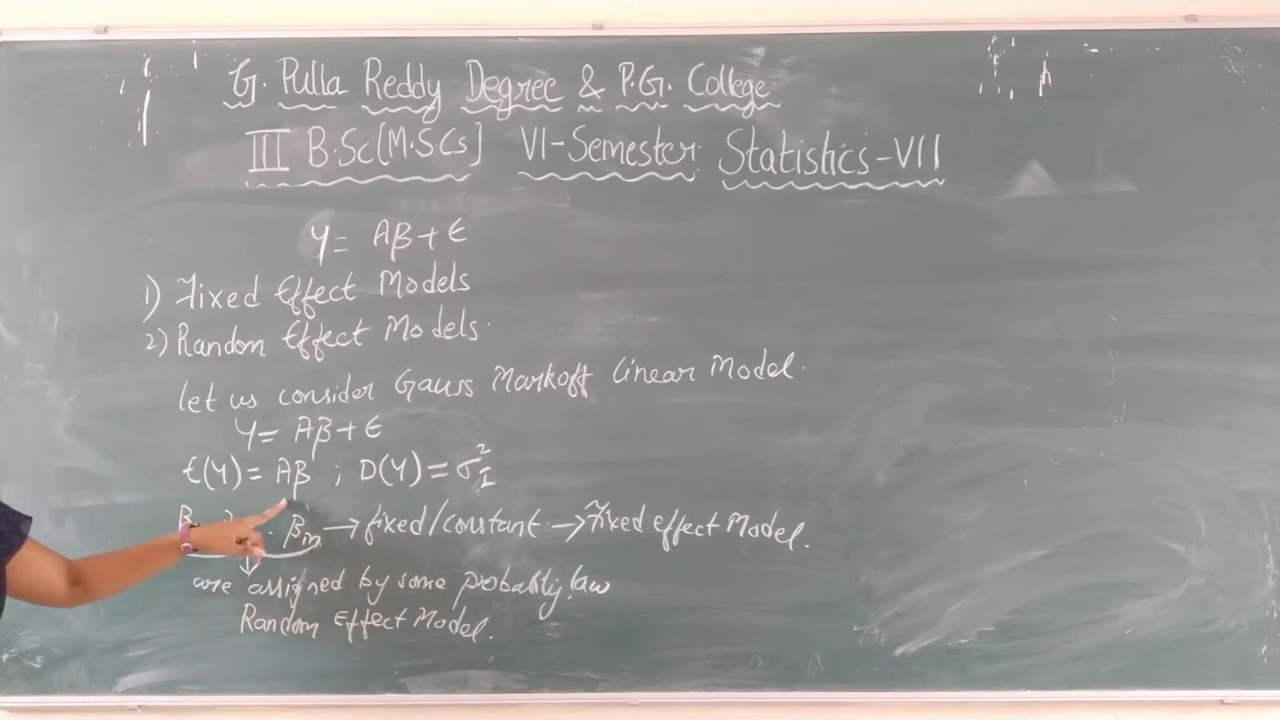 G. Pulla Reddy Degree & P.G. College
III B.Sc[M.SCs] VI-Semester Statistics-VII
Y = Aβ + ϵ
1) Fixed Effect Models
2) Random Effect Models.
let us consider Gauss Markoff Linear Model.
Y = Aβ + ϵ
E(Y) = Aβ ; D(Y) = σ²I
βm → fixed/constant → Fixed effect Model.
↓
are assigned by some probability law
Random Effect Model.